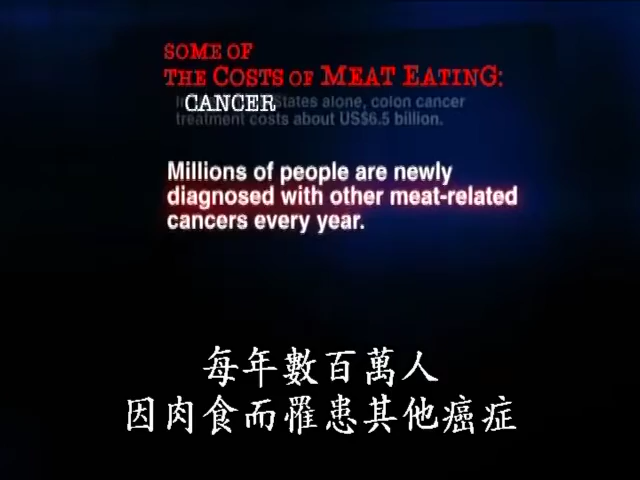 SOME OF
THE COSTS OF MEAT EATING:
CANCER
States alone, colon cancer
treatment costs about US$6.5 billion.
Millions of people are newly
diagnosed with other meat-related
cancers every year.
每年數百萬人
因肉食而罹患其他癌症